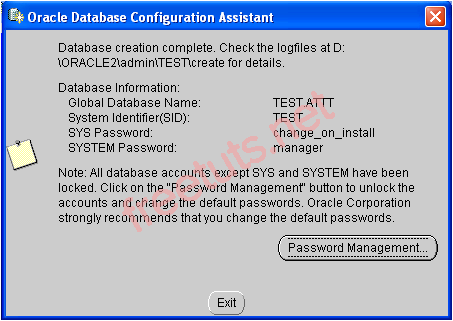 Oracle Database Configuration Assistant
Database creation complete. Check the logfiles at D:
\ORACLE2\admin\TEST\create for details.
Database Information:
Global Database Name: TEST.ATTT
System Identifier(SID): TEST
SYS Password: change_on_install
SYSTEM Password: manager
Note: All database accounts except SYS and SYSTEM have been
locked. Click on the "Password Management" button to unlock the
accounts and change the default passwords. Oracle Corporation
strongly recommends that you change the default passwords.
Password Management...
Exit
freetuts.net